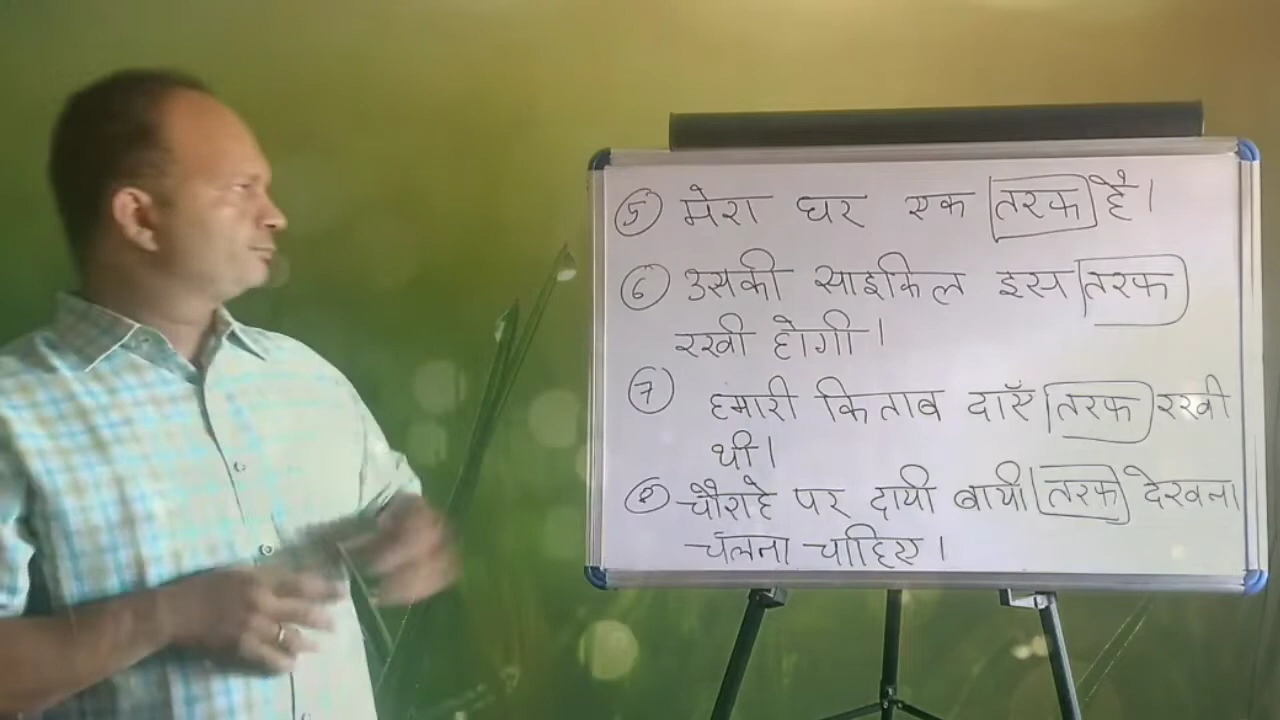 5 मेरा घर एक तरफ है।
6 उसकी साइकिल इस तरफ
रखी होगी।
7 हमारी किताब दाएँ तरफ रखी
थी।
8 चौराहे पर दायी बायी तरफ देखना
चलना चाहिए।